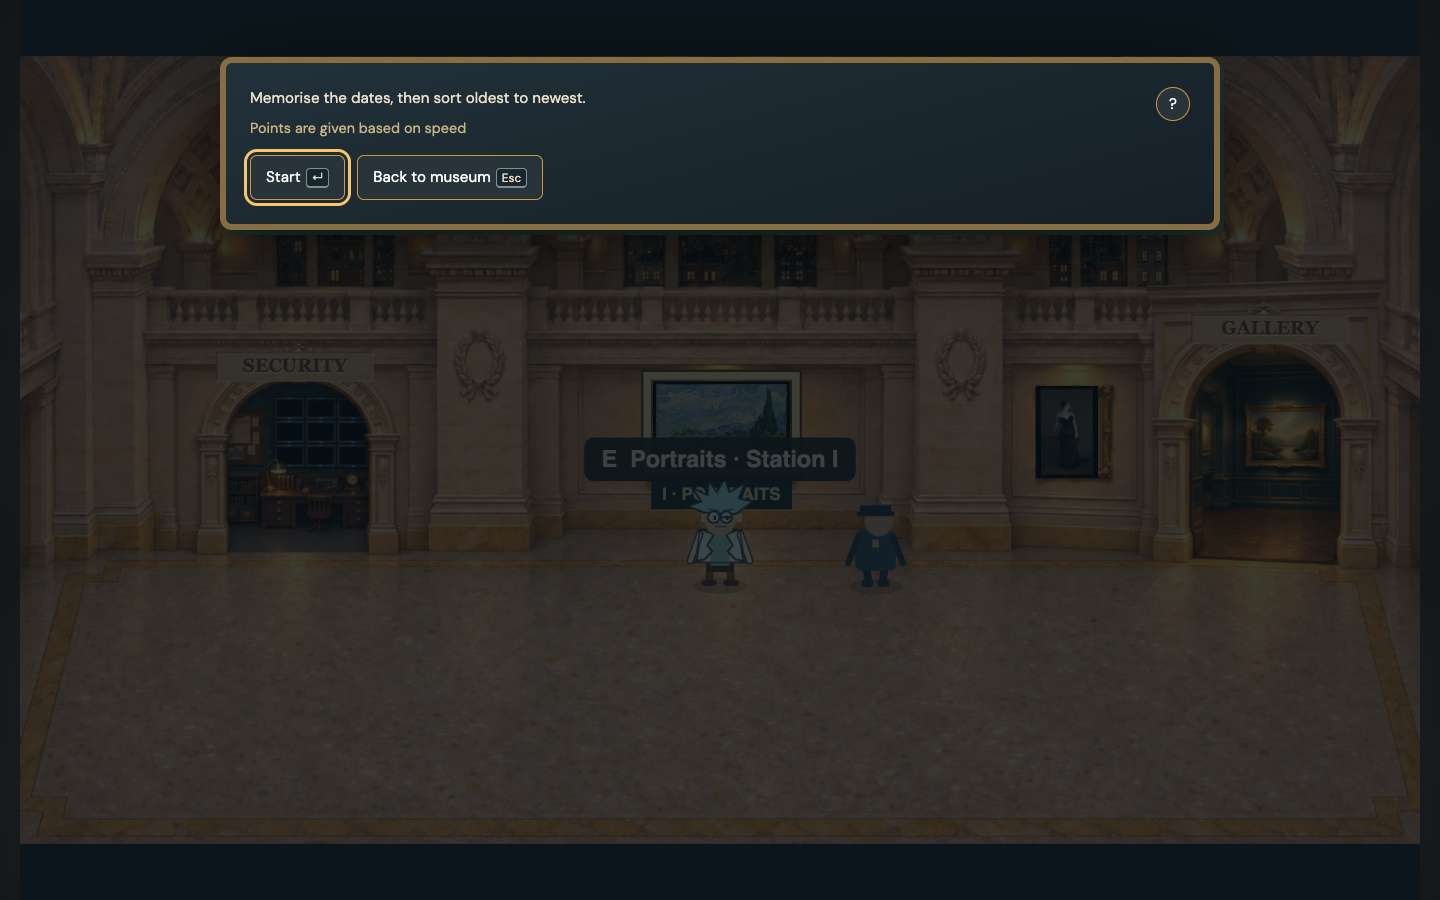 Memorise the dates, then sort oldest to newest.
?
Points are given based on speed
Start ↵
Back to museum Esc
GALLERY
SECURITY
E Portraits · Station I